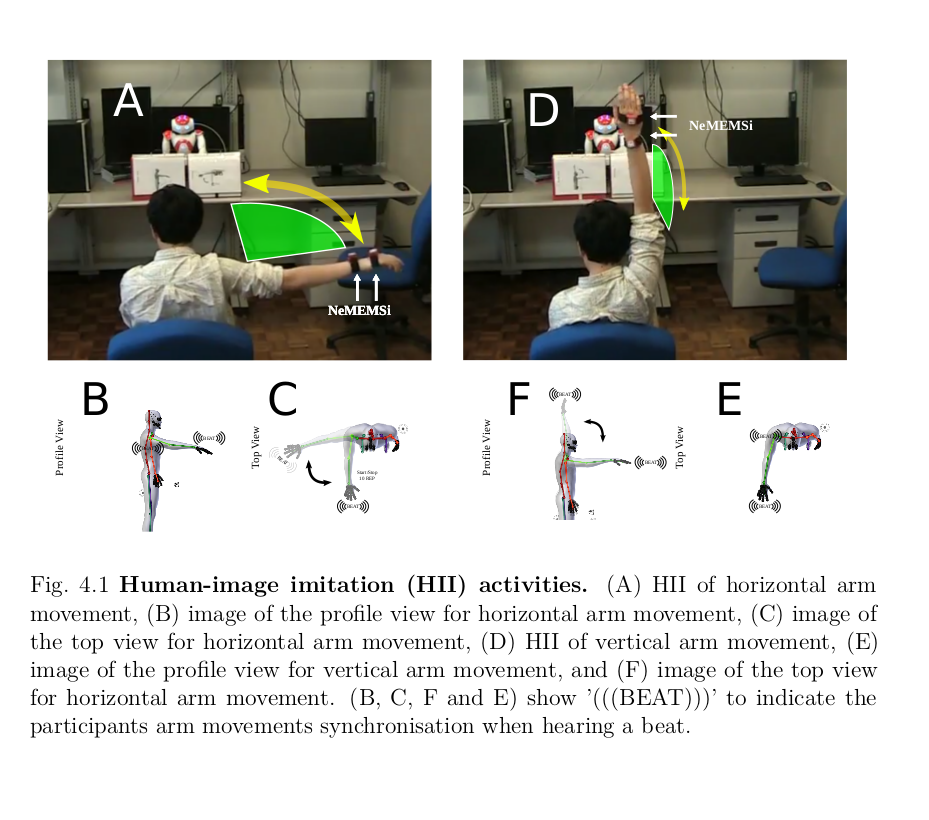 A
NeMEMSi
D
NeMEMSi
B
Profile View
(((BEAT)))
C
Top View
Start/Stop
10 REP
(((BEAT)))
F
Profile View
(((BEAT)))
(((BEAT)))
E
Top View
(((BEAT)))
(((BEAT)))
Fig. 4.1 Human-image imitation (HII) activities. (A) HII of horizontal arm
movement, (B) image of the profile view for horizontal arm movement, (C) image of
the top view for horizontal arm movement, (D) HII of vertical arm movement, (E)
image of the profile view for vertical arm movement, and (F) image of the top view
for horizontal arm movement. (B, C, F and E) show '(((BEAT)))' to indicate the
participants arm movements synchronisation when hearing a beat.